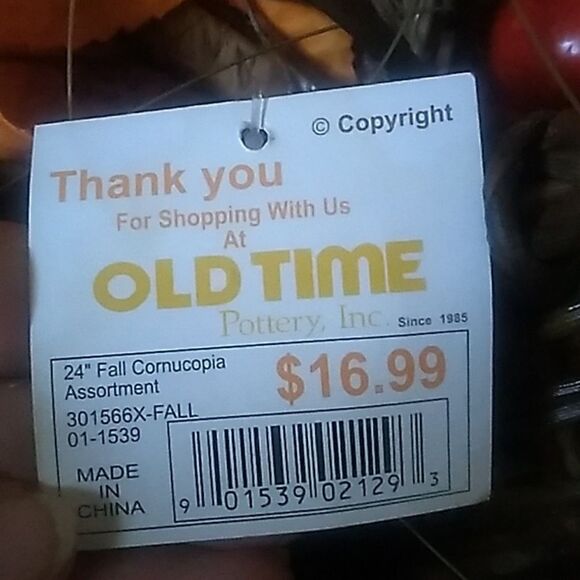 © Copyright
Thank you
For Shopping With Us
At
OLD TIME
Pottery, Inc. Since 1985
24" Fall Cornucopia
Assortment
$16.99
301566X-FALL
01-1539
MADE
IN
CHINA
9 01539 02129 3